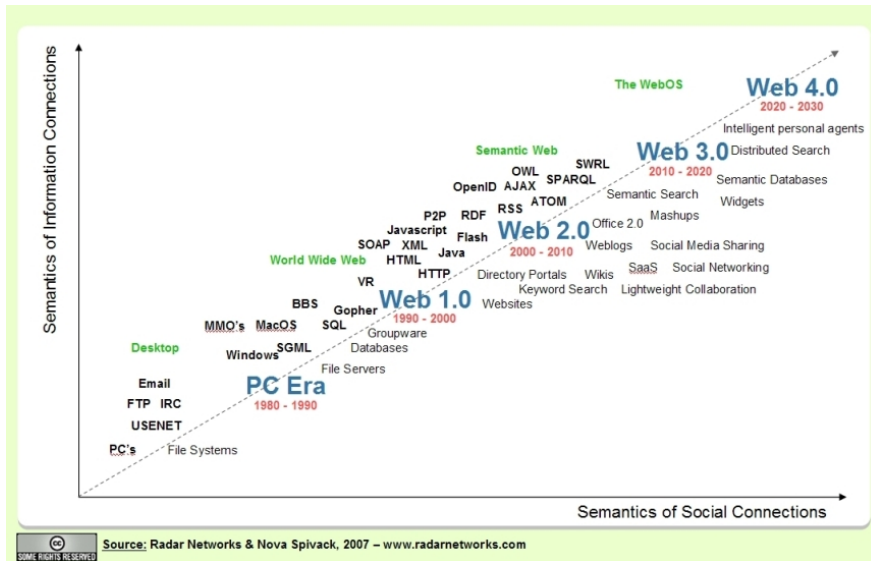 Semantics of Information Connections
The WebOS
Web 4.0
2020 - 2030
Intelligent personal agents
Semantic Web
Web 3.0
Distributed Search
2010 - 2020
SWRL
OWL
SPARQL
Semantic Databases
OpenID
AJAX
Semantic Search
Widgets
ATOM
RSS
P2P
RDF
Mashups
Office 2.0
Javascript
Flash
Web 2.0
2000 - 2010
SOAP
XML
Java
Weblogs
Social Media Sharing
World Wide Web
HTML
HTTP
Directory Portals
Wikis
SaaS
Social Networking
VR
Keyword Search
Lightweight Collaboration
Web 1.0
1990 - 2000
Websites
BBS
Gopher
MMO's
MacOS
SQL
Groupware
Desktop
Windows
SGML
Databases
File Servers
Email
PC Era
1980 - 1990
FTP
IRC
USENET
PC's
File Systems
Semantics of Social Connections
cc
SOME RIGHTS RESERVED
Source: Radar Networks & Nova Spivack, 2007 – www.radarnetworks.com